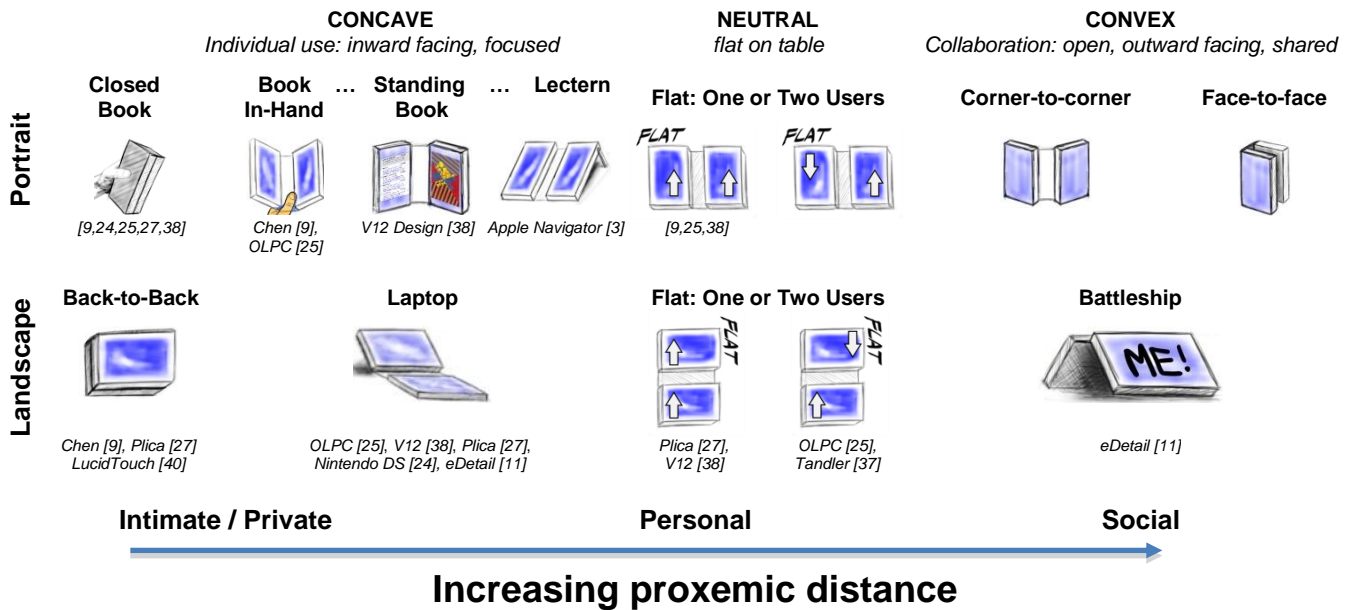 CONCAVE
Individual use: inward facing, focused
NEUTRAL
flat on table
CONVEX
Collaboration: open, outward facing, shared
Portrait
Closed
Book
[9,24,25,27,38]
Book
In-Hand
Chen [9],
OLPC [25]
…
Standing
Book
V12 Design [38]
…
Lectern
Apple Navigator [3]
Flat: One or Two Users
FLAT
FLAT
[9,25,38]
Corner-to-corner
Face-to-face
Landscape
Back-to-Back
Chen [9], Plica [27]
LucidTouch [40]
Laptop
OLPC [25], V12 [38], Plica [27],
Nintendo DS [24], eDetail [11]
Flat: One or Two Users
FLAT
FLAT
Plica [27],
V12 [38]
OLPC [25],
Tandler [37]
Battleship
ME!
eDetail [11]
Intimate / Private
Personal
Social
Increasing proxemic distance